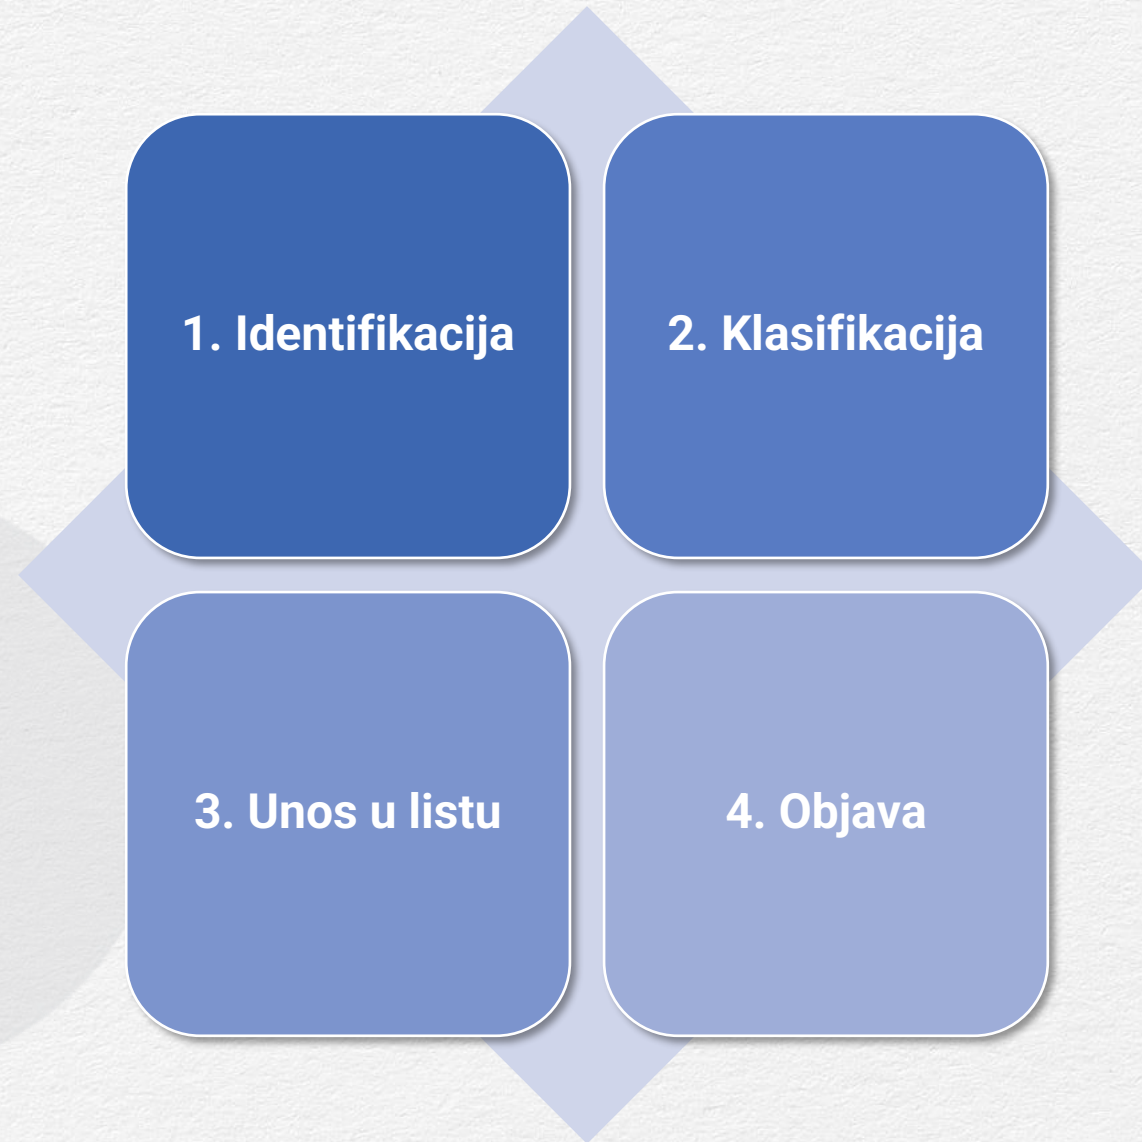 1. Identifikacija
2. Klasifikacija
3. Unos u listu
4. Objava